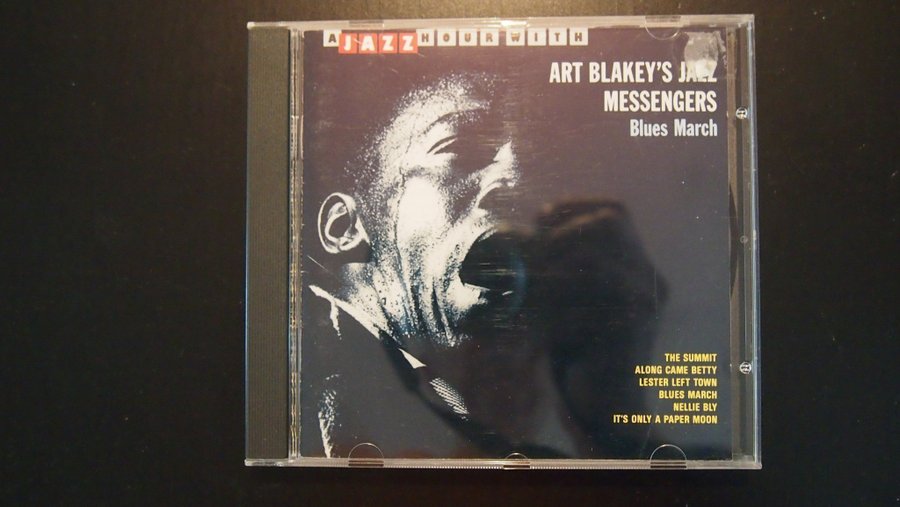 A JAZZ HOUR WITH
ART BLAKEY'S JAZZ
MESSENGERS
Blues March
THE SUMMIT
ALONG CAME BETTY
LESTER LEFT TOWN
BLUES MARCH
NELLIE BLY
IT'S ONLY A PAPER MOON